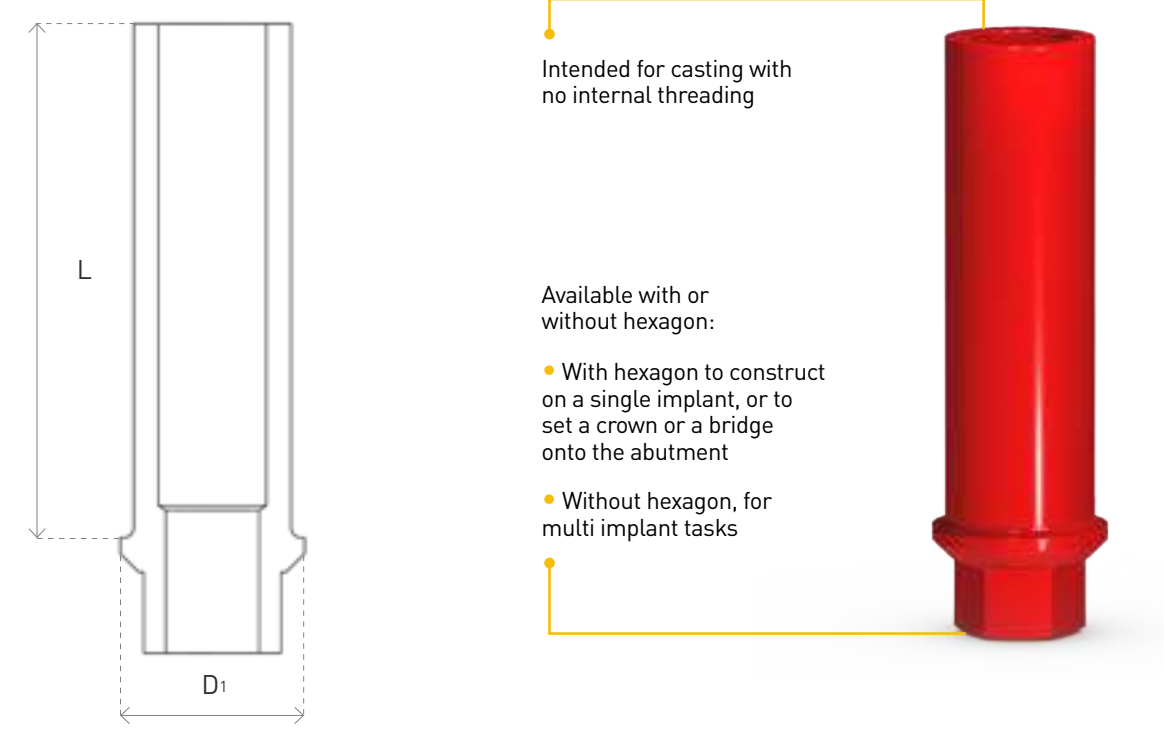 Intended for casting with
no internal threading
L
Available with or
without hexagon:
• With hexagon to construct
on a single implant, or to
set a crown or a bridge
onto the abutment
• Without hexagon, for
multi implant tasks
D1